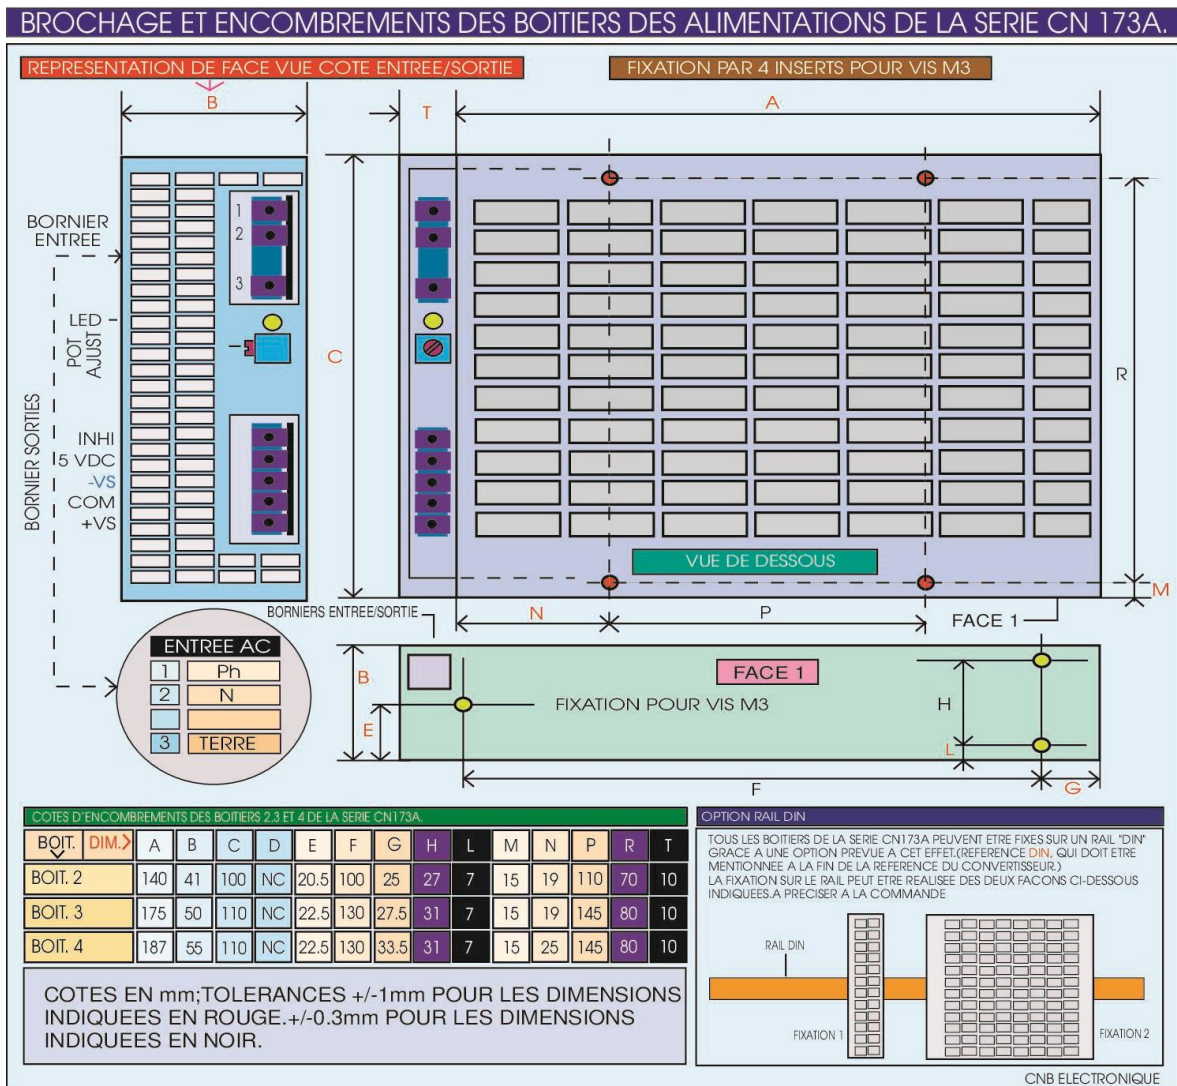 BROCHAGE ET ENCOMBREMENTS DES BOITIERS DES ALIMENTATIONS DE LA SERIE CN 173A.
REPRESENTATION DE FACE VUE COTE ENTREE/SORTIE
FIXATION PAR 4 INSERTS POUR VIS M3
B
T
A
BORNIER
ENTREE
1
2
3
LED
POT
AJUST
C
R
BORNIER SORTIES
INHI
5 VDC
-VS
COM
+VS
VUE DE DESSOUS
M
BORNIERS ENTREE/SORTIE
N
P
FACE 1
ENTREE AC
1 Ph
2 N
3 TERRE
B
E
FACE 1
FIXATION POUR VIS M3
H
L
F
G
COTES D'ENCOMBREMENTS DES BOITIERS 2,3 ET 4 DE LA SERIE CN173A.
BOIT. DIM.> A B C D E F G H L M N P R T
BOIT. 2 140 41 100 NC 20.5 100 25 27 7 15 19 110 70 10
BOIT. 3 175 50 110 NC 22.5 130 27.5 31 7 15 19 145 80 10
BOIT. 4 187 55 110 NC 22.5 130 33.5 31 7 15 25 145 80 10
COTES EN mm;TOLERANCES +/-1mm POUR LES DIMENSIONS
INDIQUEES EN ROUGE.+/-0.3mm POUR LES DIMENSIONS
INDIQUEES EN NOIR.
OPTION RAIL DIN
TOUS LES BOITIERS DE LA SERIE CN173A PEUVENT ETRE FIXES SUR UN RAIL "DIN"
GRACE A UNE OPTION PREVUE A CET EFFET.(REFERENCE DIN, QUI DOIT ETRE
MENTIONNEE A LA FIN DE LA REFERENCE DU CONVERTISSEUR.)
LA FIXATION SUR LE RAIL PEUT ETRE REALISEE DES DEUX FACONS CI-DESSOUS
INDIQUEES.A PRECISER A LA COMMANDE
RAIL DIN
FIXATION 1
FIXATION 2
CNB ELECTRONIQUE